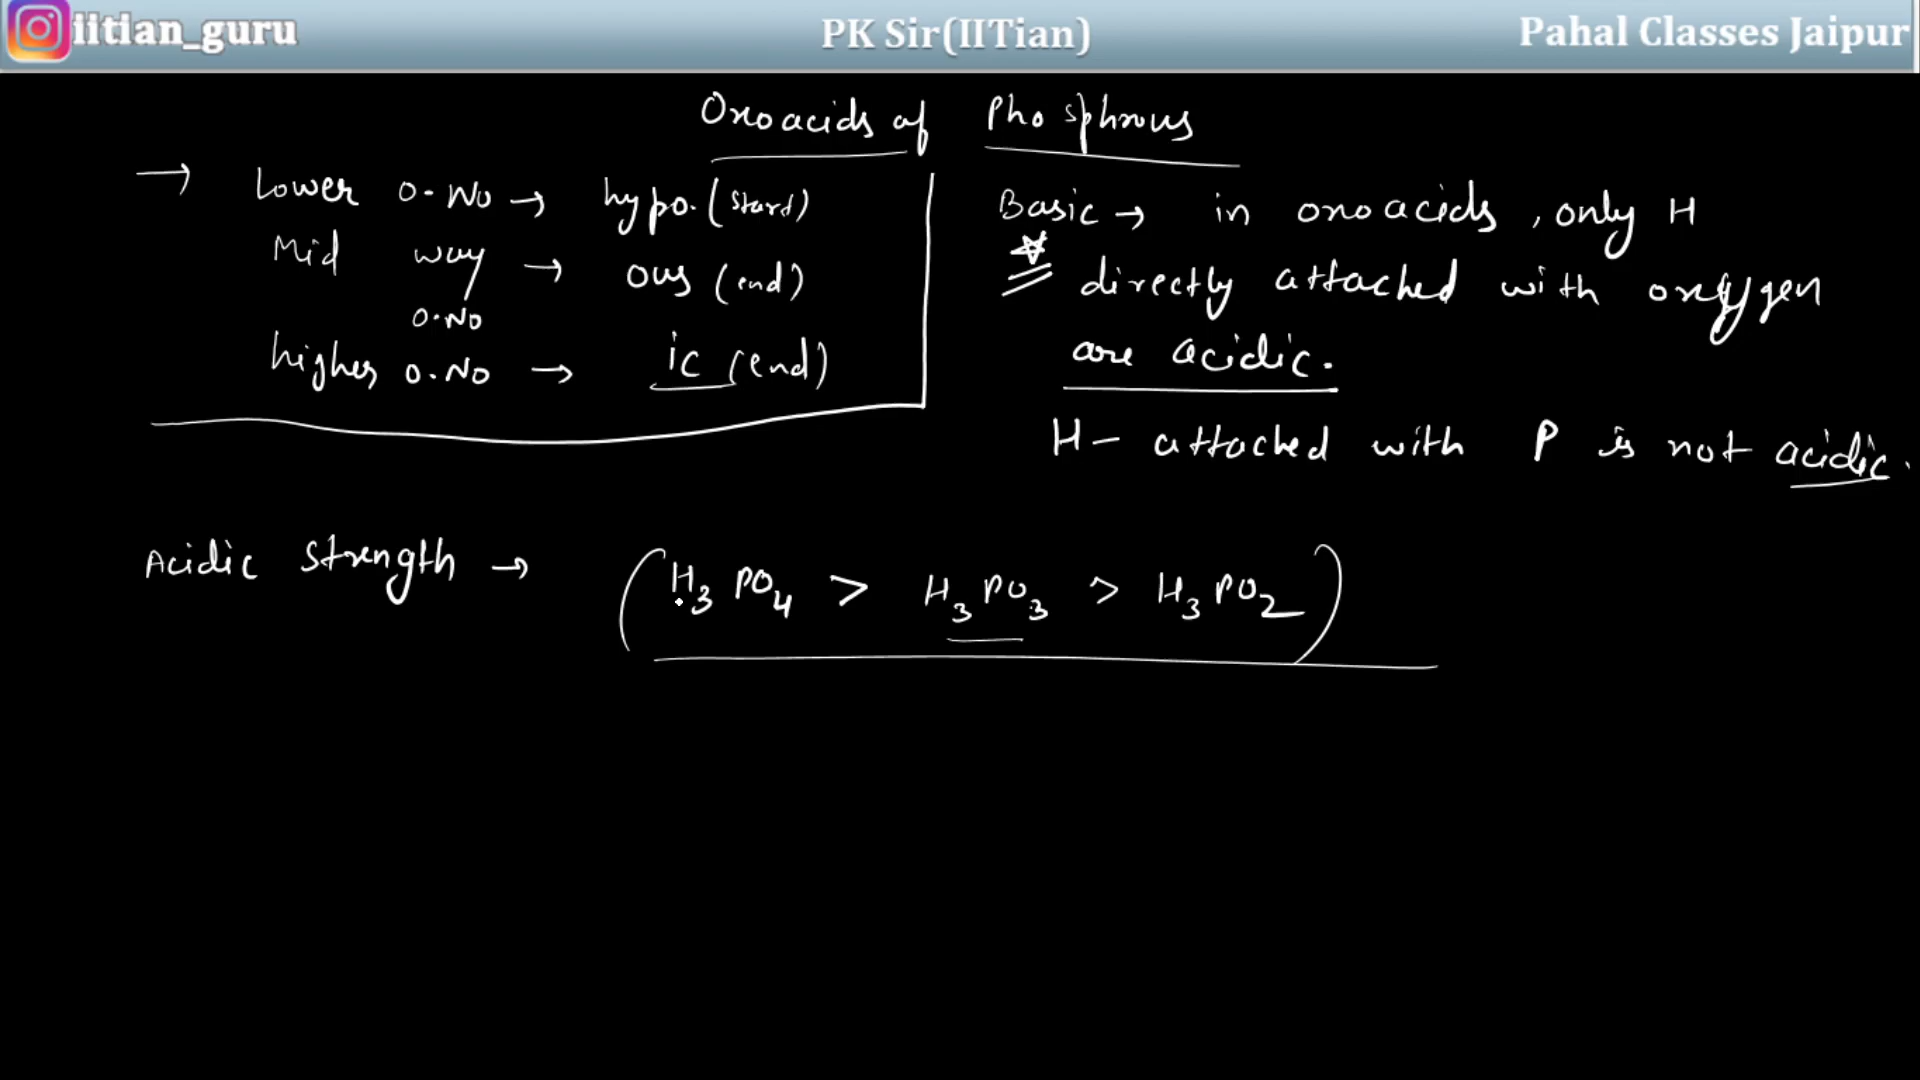 iitian_guru
PK Sir(IITian)
Pahal Classes Jaipur
Oxoacids of Phosphrous
→ Lower O.No → hypo. (start)
Mid way → ous (end)
O.No
higher O.No → ic (end)
Basic → in oxoacids, only H
directly attached with oxygen
are acidic.
H- attached with P is not acidic.
Acidic Strength → (H₃PO₄ > H₃PO₃ > H₃PO₂)